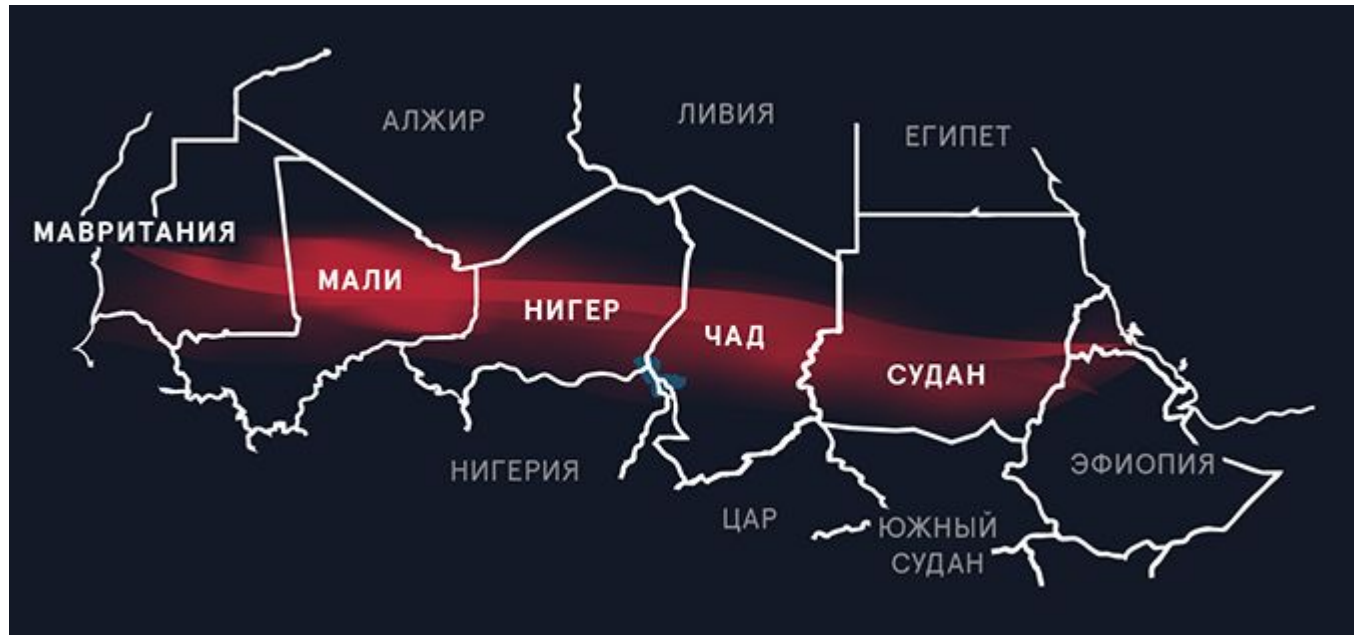 АЛЖИР
ЛИВИЯ
ЕГИПЕТ
МАВРИТАНИЯ
МАЛИ
НИГЕР
ЧАД
СУДАН
НИГЕРИЯ
ЦАР
ЭФИОПИЯ
ЮЖНЫЙ
СУДАН